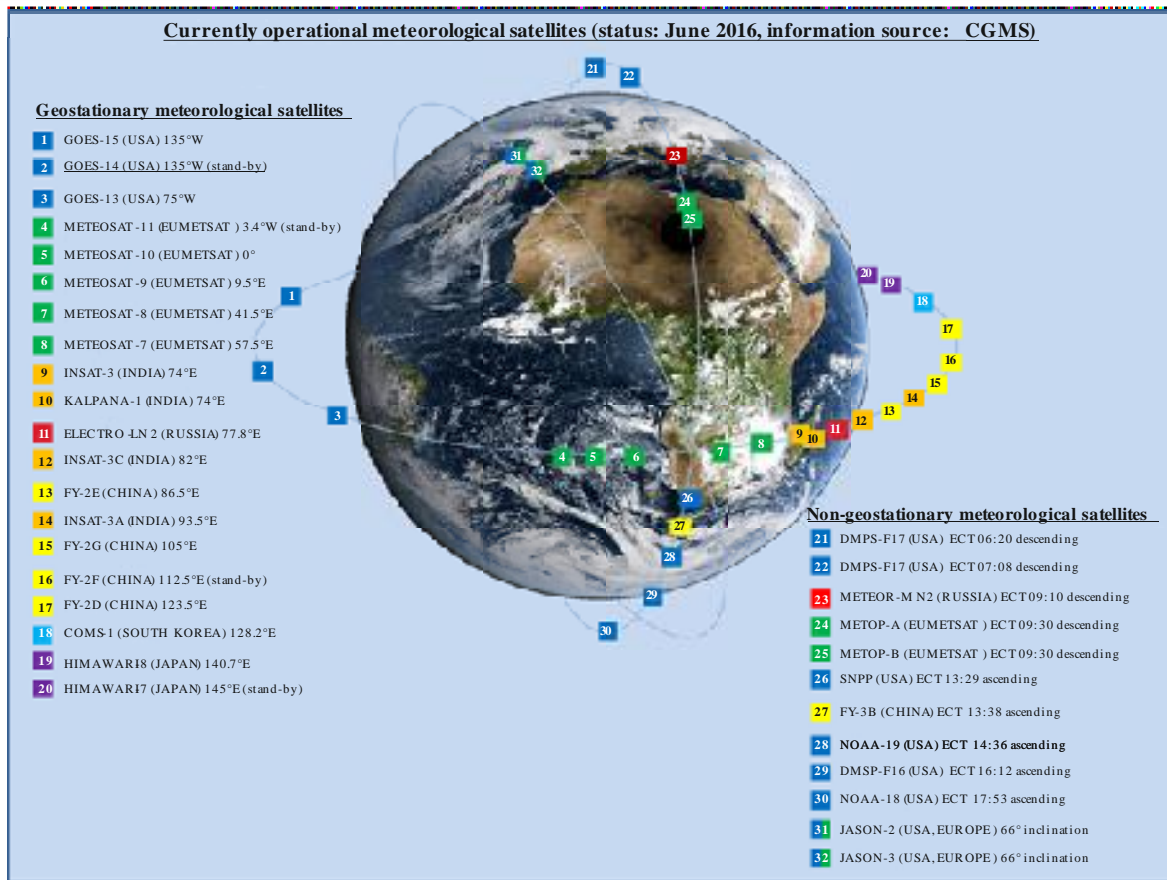 Currently operational meteorological satellites (status: June 2016, information source: CGMS)
Geostationary meteorological satellites
1 GOES-15 (USA) 135°W
2 GOES-14 (USA) 135°W (stand-by)
3 GOES-13 (USA) 75°W
4 METEOSAT-11 (EUMETSAT) 3.4°W (stand-by)
5 METEOSAT-10 (EUMETSAT) 0°
6 METEOSAT-9 (EUMETSAT) 9.5°E
7 METEOSAT-8 (EUMETSAT) 41.5°E
8 METEOSAT-7 (EUMETSAT) 57.5°E
9 INSAT-3 (INDIA) 74°E
10 KALPANA-1 (INDIA) 74°E
11 ELECTRO-LN 2 (RUSSIA) 77.8°E
12 INSAT-3C (INDIA) 82°E
13 FY-2E (CHINA) 86.5°E
14 INSAT-3A (INDIA) 93.5°E
15 FY-2G (CHINA) 105°E
16 FY-2F (CHINA) 112.5°E (stand-by)
17 FY-2D (CHINA) 123.5°E
18 COMS-1 (SOUTH KOREA) 128.2°E
19 HIMAWARI-8 (JAPAN) 140.7°E
20 HIMAWARI-7 (JAPAN) 145°E (stand-by)
21 22
31 32
23
24
25
20 19
18
17
16
15
14
13
12
11
10
9
1
2
3
4 5 6 7 8
26
27
28
29
30
Non-geostationary meteorological satellites
21 DMPS-F17 (USA) ECT 06:20 descending
22 DMPS-F17 (USA) ECT 07:08 descending
23 METEOR-M N2 (RUSSIA) ECT 09:10 descending
24 METOP-A (EUMETSAT) ECT 09:30 descending
25 METOP-B (EUMETSAT) ECT 09:30 descending
26 SNPP (USA) ECT 13:29 ascending
27 FY-3B (CHINA) ECT 13:38 ascending
28 NOAA-19 (USA) ECT 14:36 ascending
29 DMSP-F16 (USA) ECT 16:12 ascending
30 NOAA-18 (USA) ECT 17:53 ascending
31 JASON-2 (USA, EUROPE) 66° inclination
32 JASON-3 (USA, EUROPE) 66° inclination